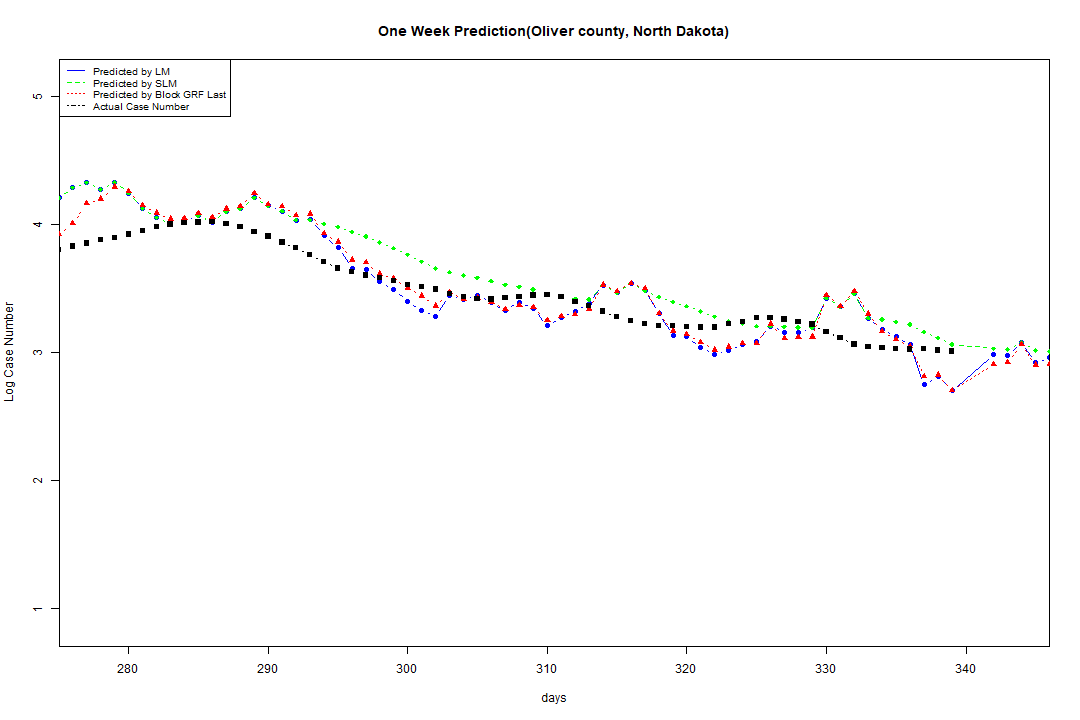 One Week Prediction(Oliver county, North Dakota)
Predicted by LM
Predicted by SLM
Predicted by Block GRF Last
Actual Case Number
5
4
3
2
1
Log Case Number
280 290 300 310 320 330 340
days